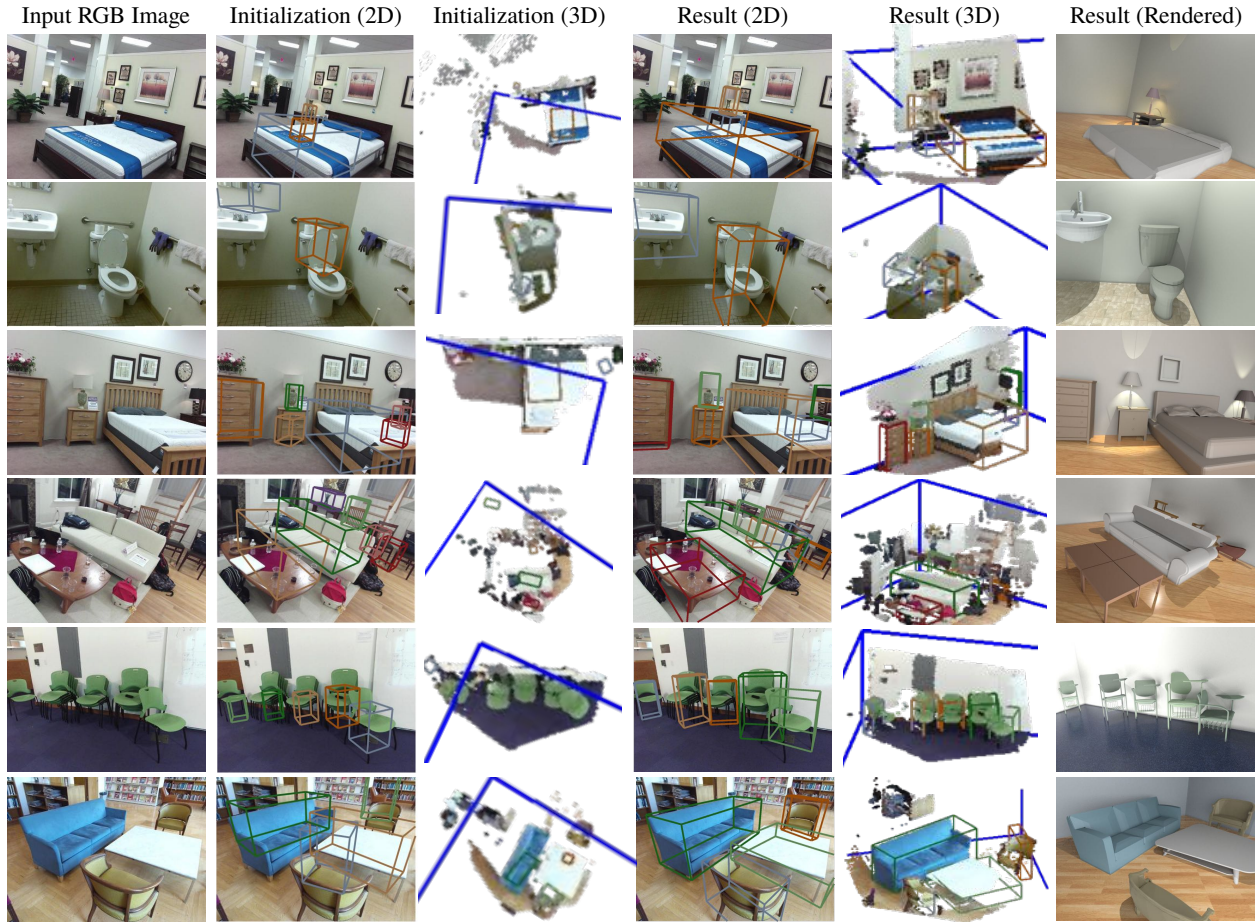 Input RGB Image
Initialization (2D)
Initialization (3D)
Result (2D)
Result (3D)
Result (Rendered)